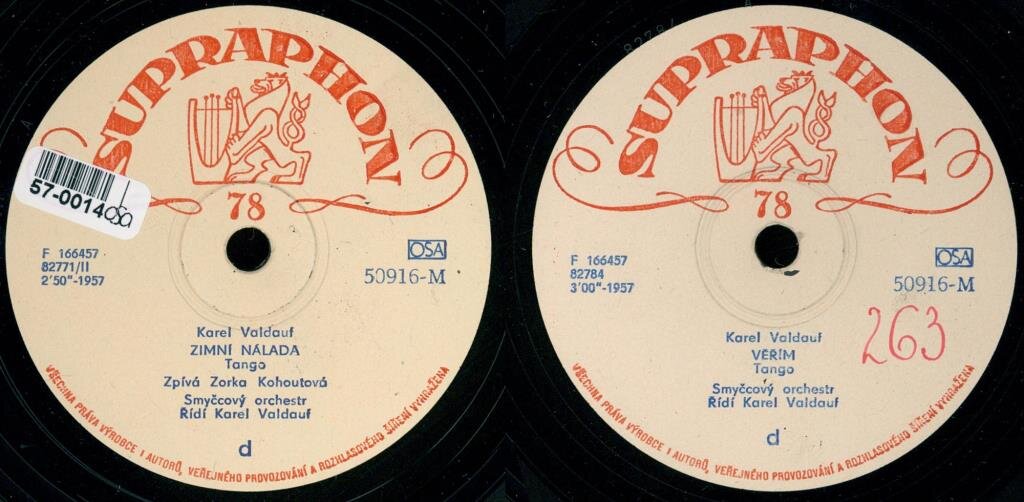 SUPRAPHON
78
57-0014 osa
F 166457
82771/II
2'50"-1957
OSA
50916-M
Karel Valdauf
ZIMNÍ NÁLADA
Tango
Zpívá Zorka Kohoutová
Smyčcový orchestr
Řídí Karel Valdauf
d
VŠECHNA PRÁVA VÝROBCE I AUTORŮ, VEŘEJNÉHO PROVOZOVÁNÍ A ROZHLASOVÉHO ŠÍŘENÍ VYHRAŽENA
SUPRAPHON
78
F 166457
82784
3'00"-1957
OSA
50916-M
263
Karel Valdauf
VĚŘÍM
Tango
Smyčcový orchestr
Řídí Karel Valdauf
d
VŠECHNA PRÁVA VÝROBCE I AUTORŮ, VEŘEJNÉHO PROVOZOVÁNÍ A ROZHLASOVÉHO ŠÍŘENÍ VYHRAŽENA